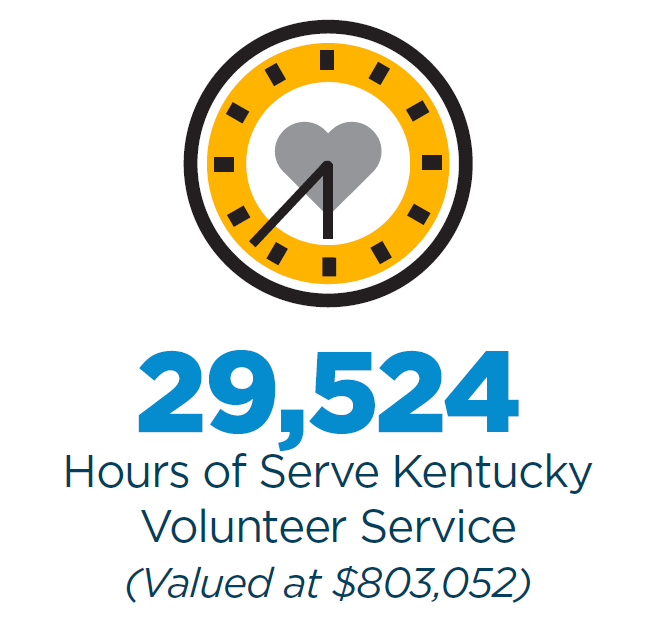 29,524
Hours of Serve Kentucky
Volunteer Service
(Valued at $803,052)